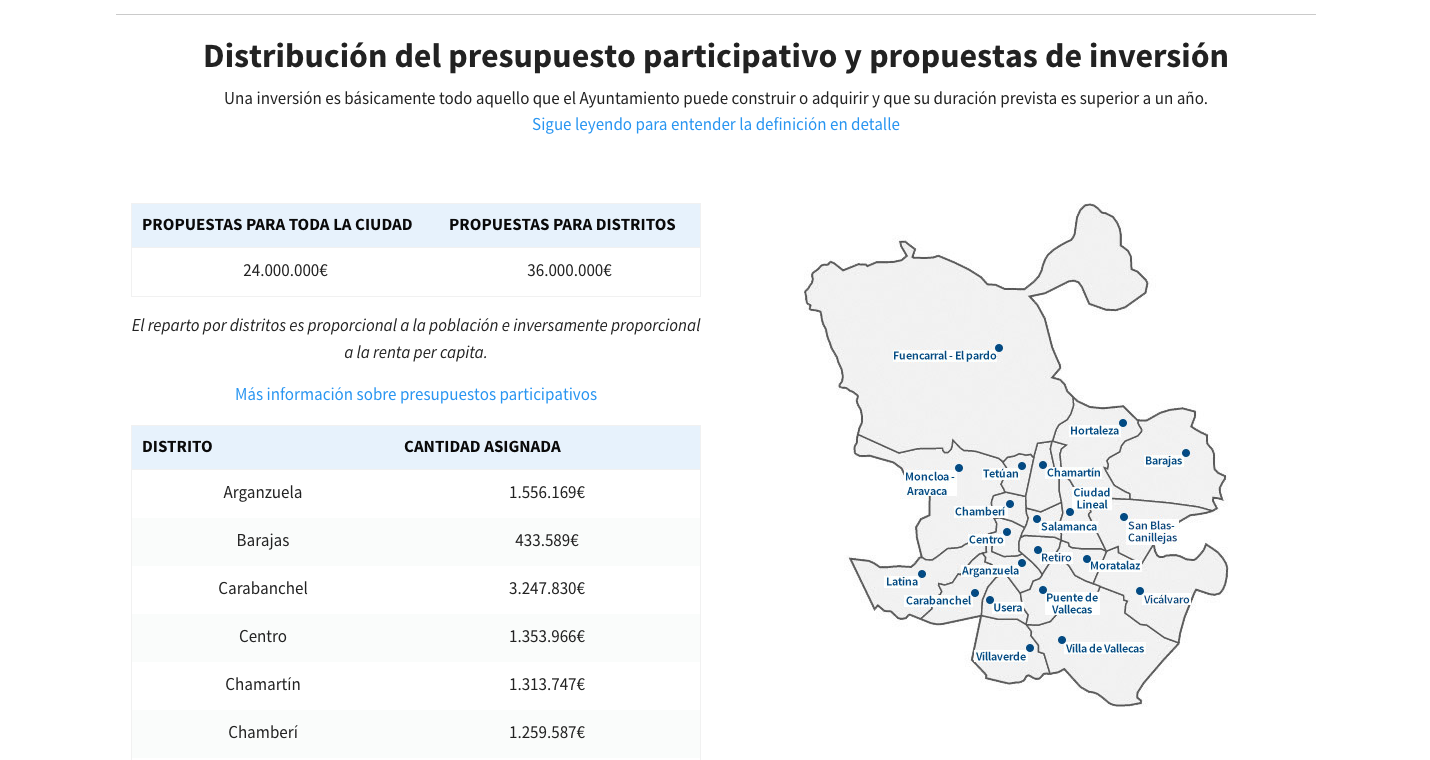 Distribución del presupuesto participativo y propuestas de inversión
Una inversión es básicamente todo aquello que el Ayuntamiento puede construir o adquirir y que su duración prevista es superior a un año.
Sigue leyendo para entender la definición en detalle
PROPUESTAS PARA TODA LA CIUDAD PROPUESTAS PARA DISTRITOS
24.000.000€ 36.000.000€
El reparto por distritos es proporcional a la población e inversamente proporcional
a la renta per capita.
Más información sobre presupuestos participativos
DISTRITO CANTIDAD ASIGNADA
Arganzuela 1.556.169€
Barajas 433.589€
Carabanchel 3.247.830€
Centro 1.353.966€
Chamartín 1.313.747€
Chamberí 1.259.587€
Fuencarral - El pardo
Hortaleza
Barajas
Moncloa -
Aravaca
Tetúan
Chamartín
Ciudad
Lineal
Chamberí
Salamanca
San Blas-
Canillejas
Centro
Retiro
Moratalaz
Arganzuela
Latina
Carabanchel
Usera
Puente de
Vallecas
Vicálvaro
Villaverde
Villa de Vallecas